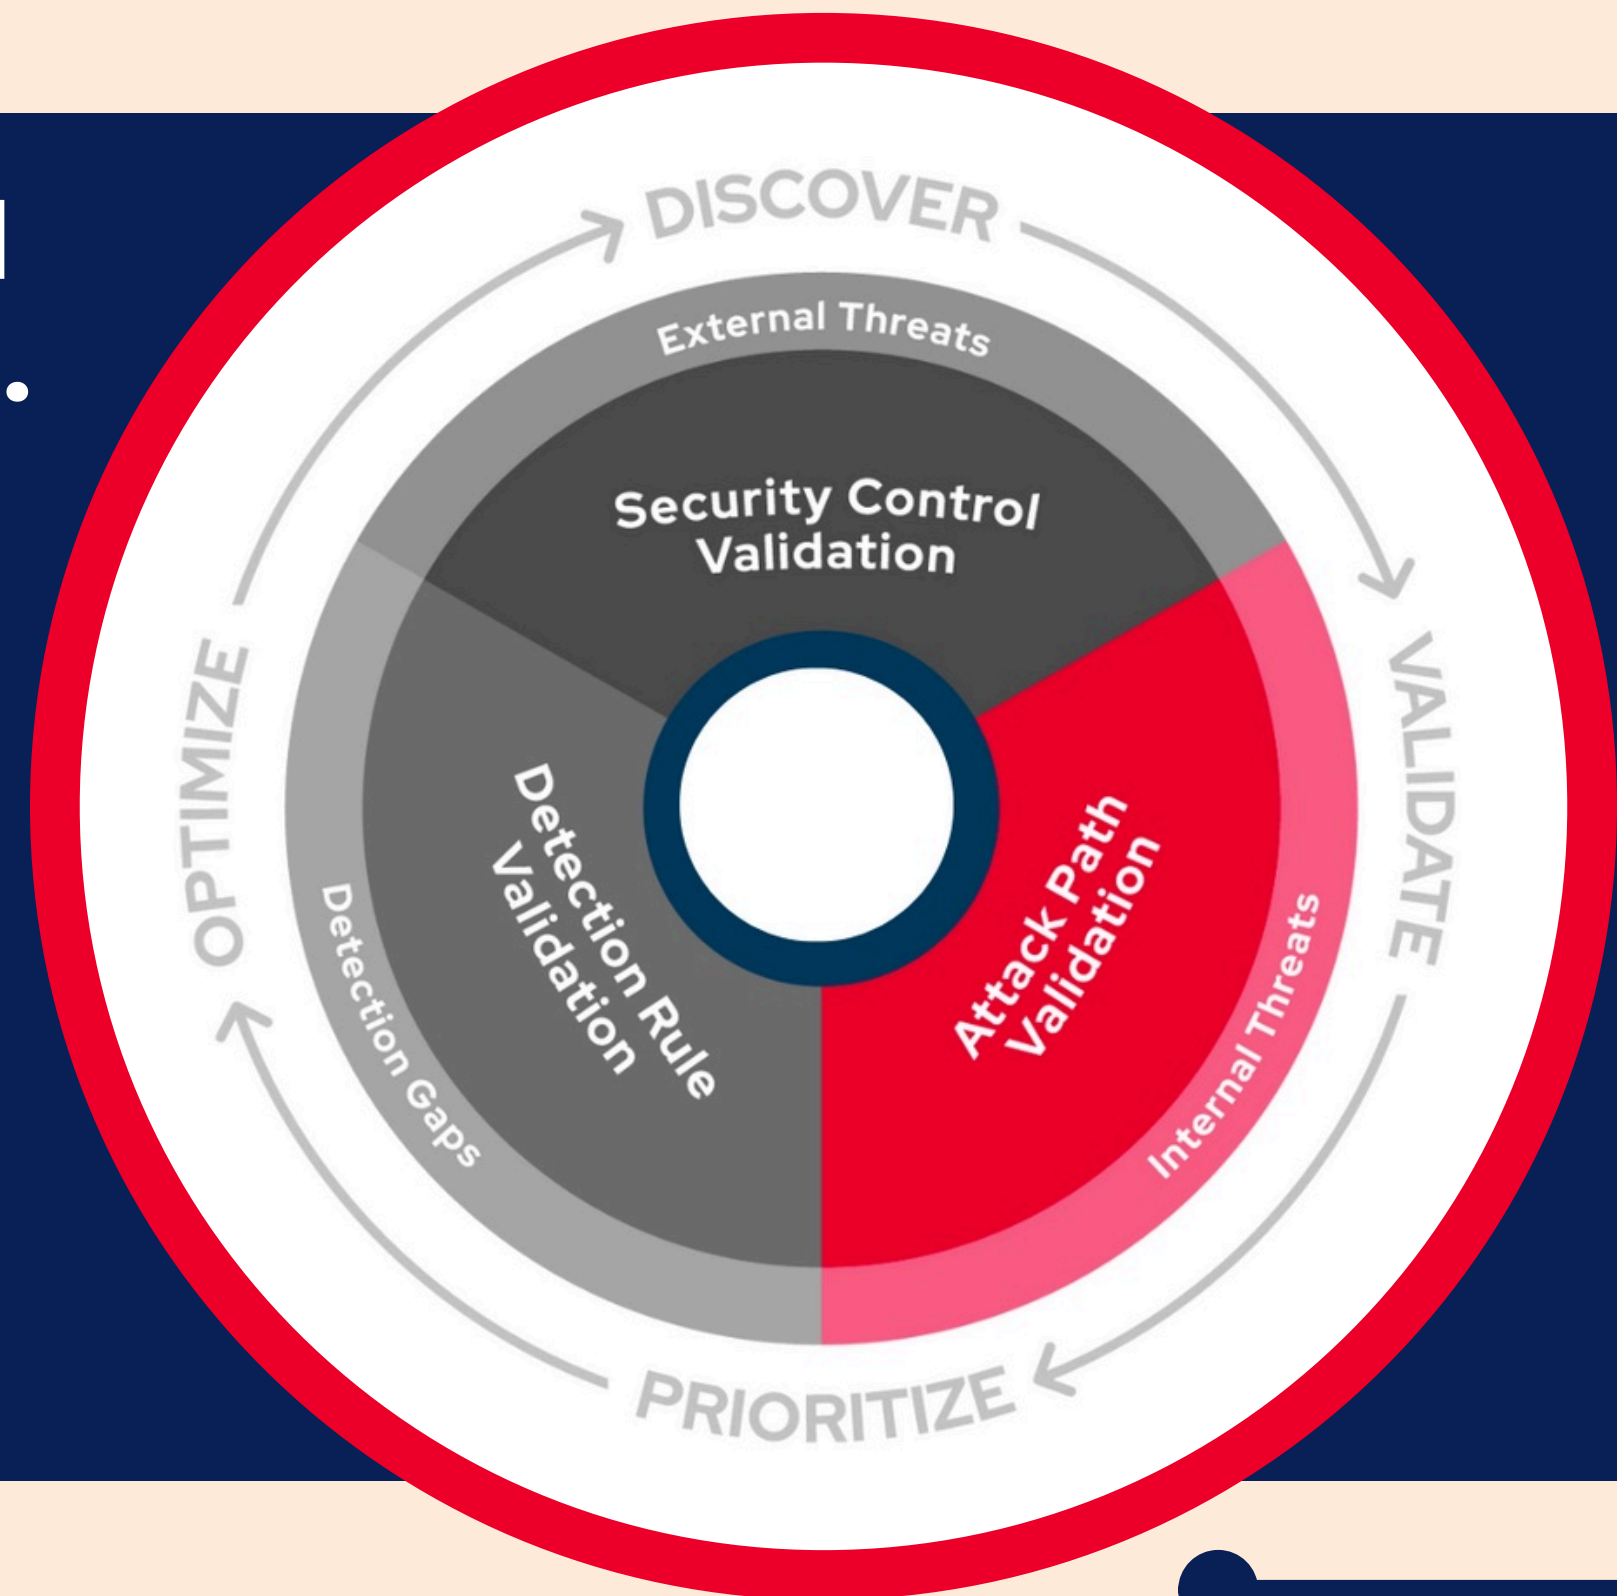 DISCOVER
External Threats
Security Control
Validation
VALIDATE
Attack Path
Validation
Internal Threats
PRIORITIZE
Detection Rule
Validation
Detection Gaps
OPTIMIZE